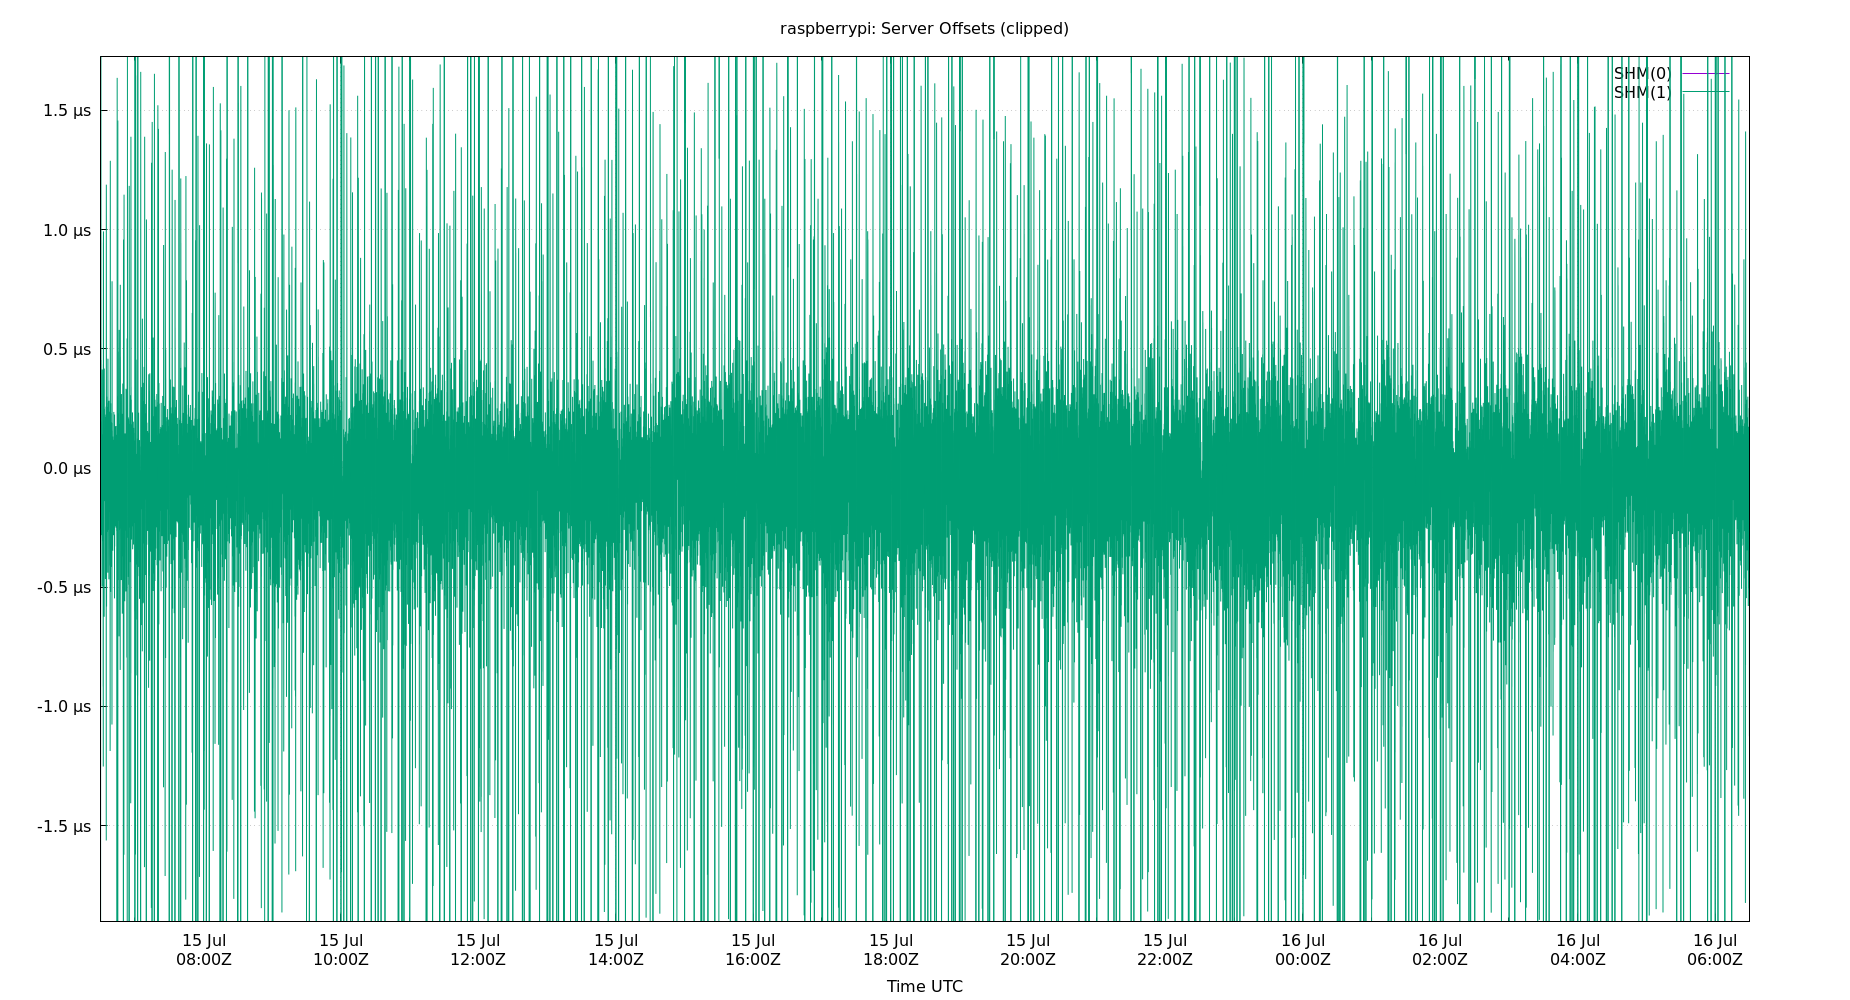 raspberrypi: Server Offsets (clipped)
SHM(0)
SHM(1)
1.5 µs
1.0 µs
0.5 µs
0.0 µs
-0.5 µs
-1.0 µs
-1.5 µs
15 Jul 15 Jul 15 Jul 15 Jul 15 Jul 15 Jul 15 Jul 15 Jul 16 Jul 16 Jul 16 Jul 16 Jul
08:00Z 10:00Z 12:00Z 14:00Z 16:00Z 18:00Z 20:00Z 22:00Z 00:00Z 02:00Z 04:00Z 06:00Z
Time UTC